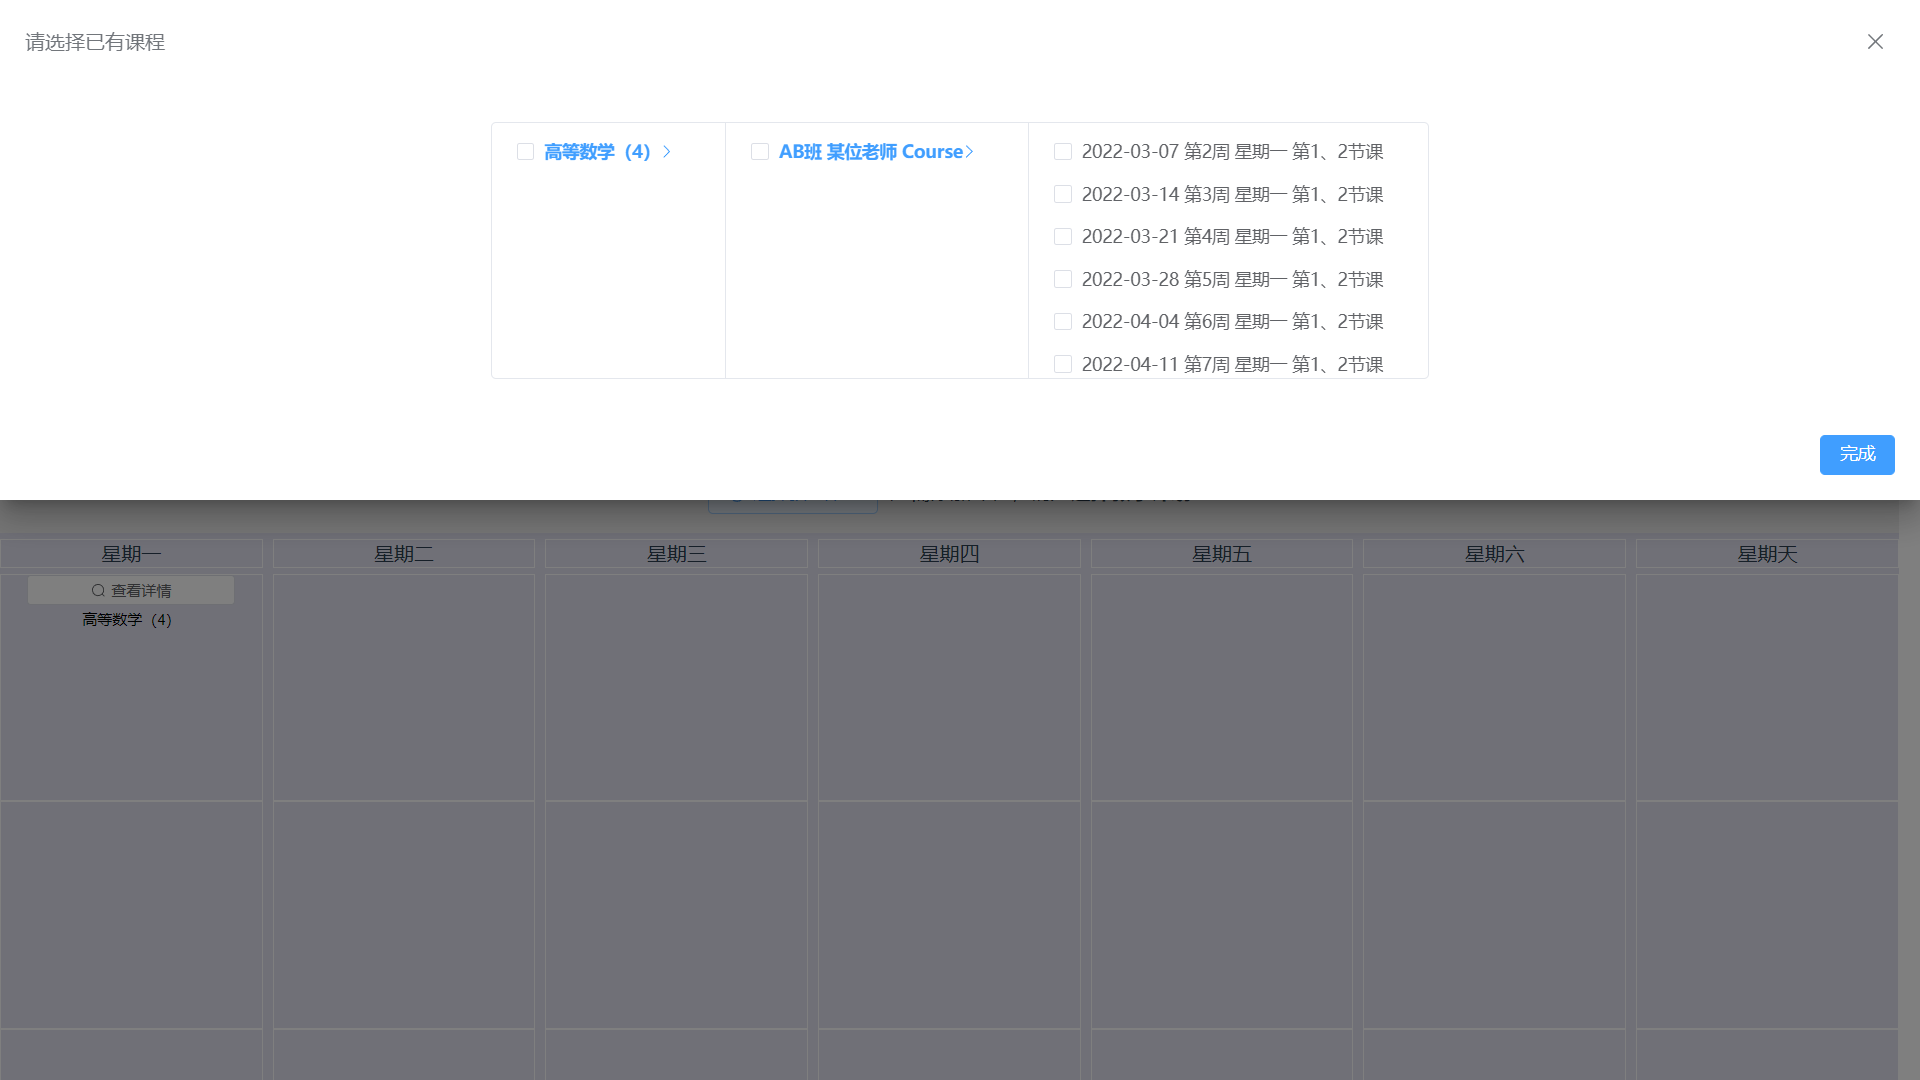 请选择已有课程
高等数学（4）
AB班 某位老师 Course
2022-03-07 第2周 星期一 第1、2节课
2022-03-14 第3周 星期一 第1、2节课
2022-03-21 第4周 星期一 第1、2节课
2022-03-28 第5周 星期一 第1、2节课
2022-04-04 第6周 星期一 第1、2节课
2022-04-11 第7周 星期一 第1、2节课
完成
星期一 星期二 星期三 星期四 星期五 星期六 星期天
查看详情
高等数学（4）